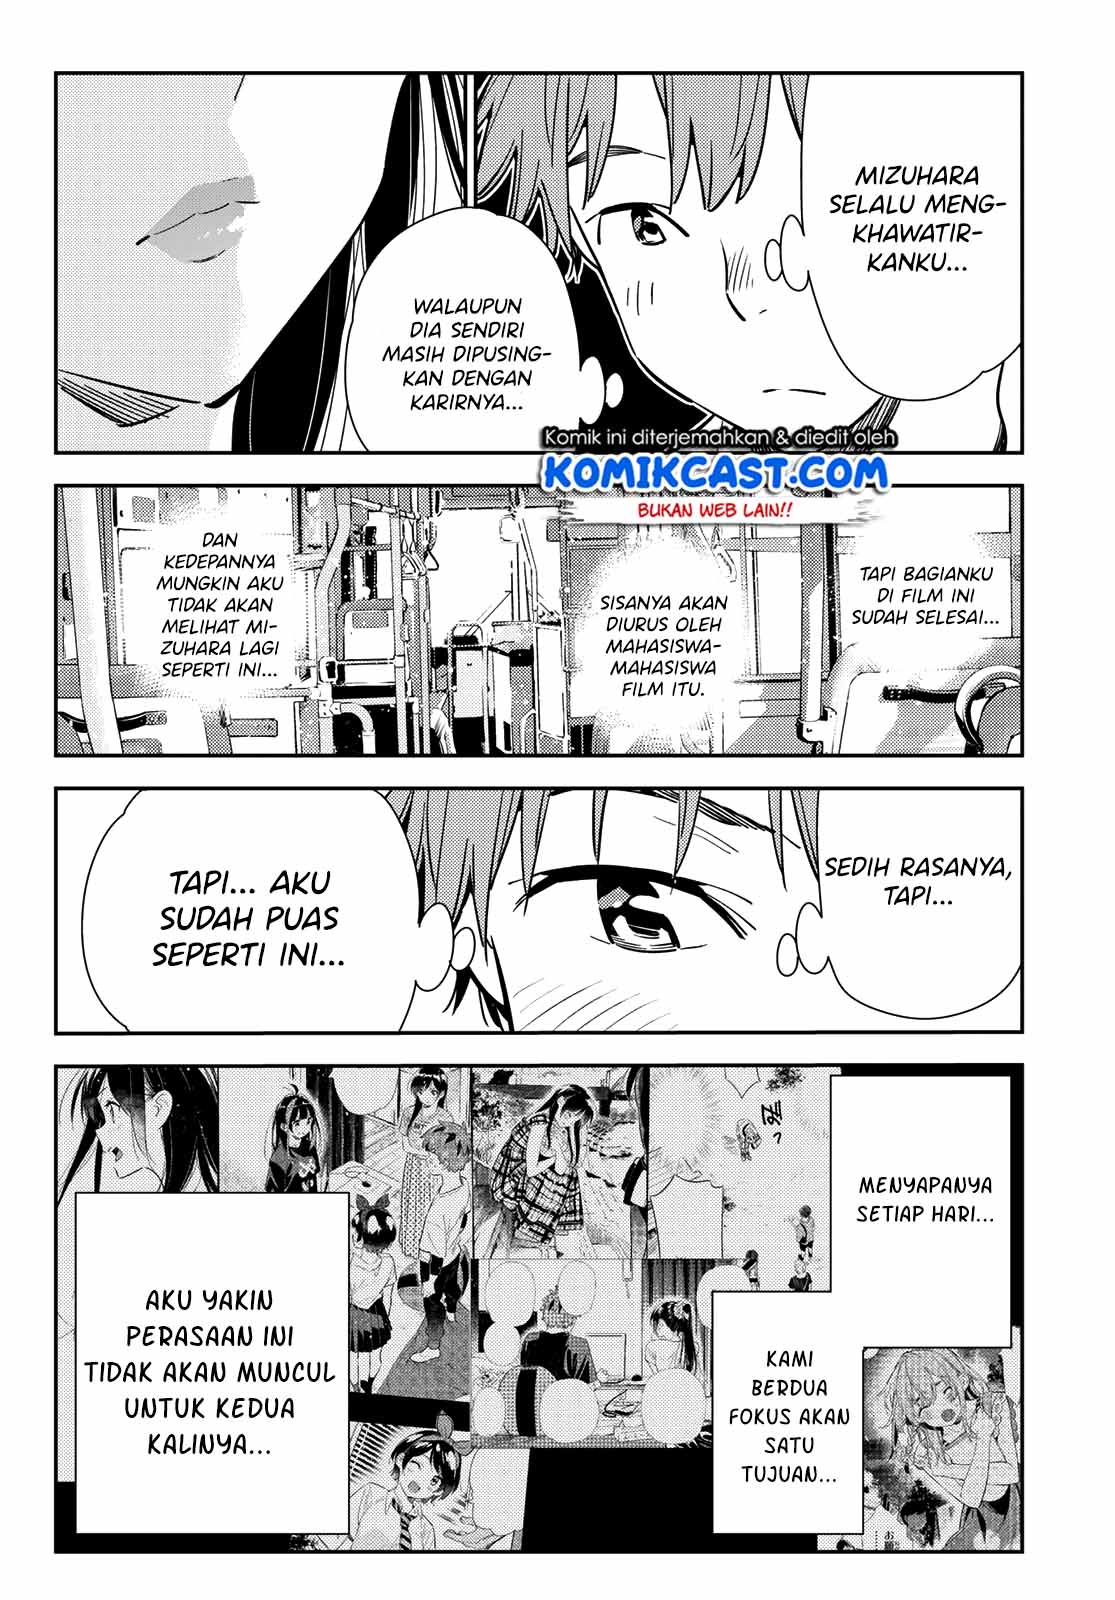 MIZUHARA
SELALU MENG-
KHAWATIR-
KANKU...
WALAUPUN
DIA SENDIRI
MASIH DIPUSING-
KAN DENGAN
KARIRNYA...
Komik ini diterjemahkan & diedit oleh
KOMIKCAST.COM
BUKAN WEB LAIN!!
TAPI BAGIANKU
DI FILM INI
SUDAH SELESAI...
SISANYA AKAN
DIURUS OLEH
MAHASISWA-
MAHASISWA
FILM ITU.
DAN
KEDEPANNYA
MUNGKIN AKU
TIDAK AKAN
MELIHAT MI-
ZUHARA LAGI
SEPERTI INI...
SEDIH RASANYA,
TAPI...
TAPI... AKU
SUDAH PUAS
SEPERTI INI...
MENYAPANYA
SETIAP HARI...
KAMI
BERDUA
FOKUS AKAN
SATU
TUJUAN...
AKU YAKIN
PERASAAN INI
TIDAK AKAN MUNCUL
UNTUK KEDUA
KALINYA...